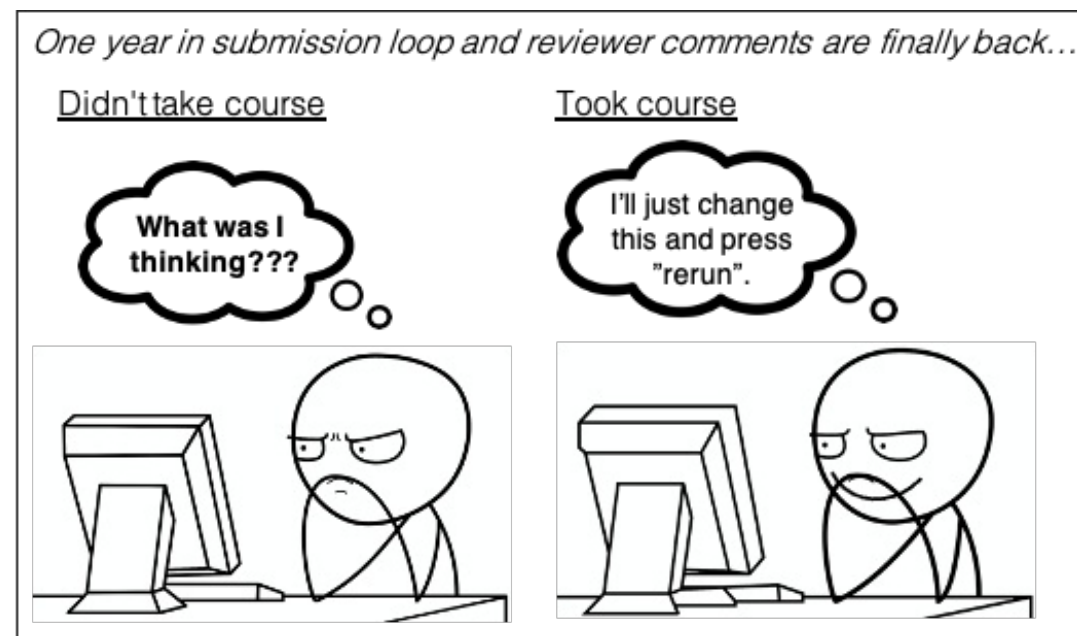 One year in submission loop and reviewer comments are finally back…
Didn't take course
Took course
What was I
thinking???
I'll just change
this and press
”rerun”.